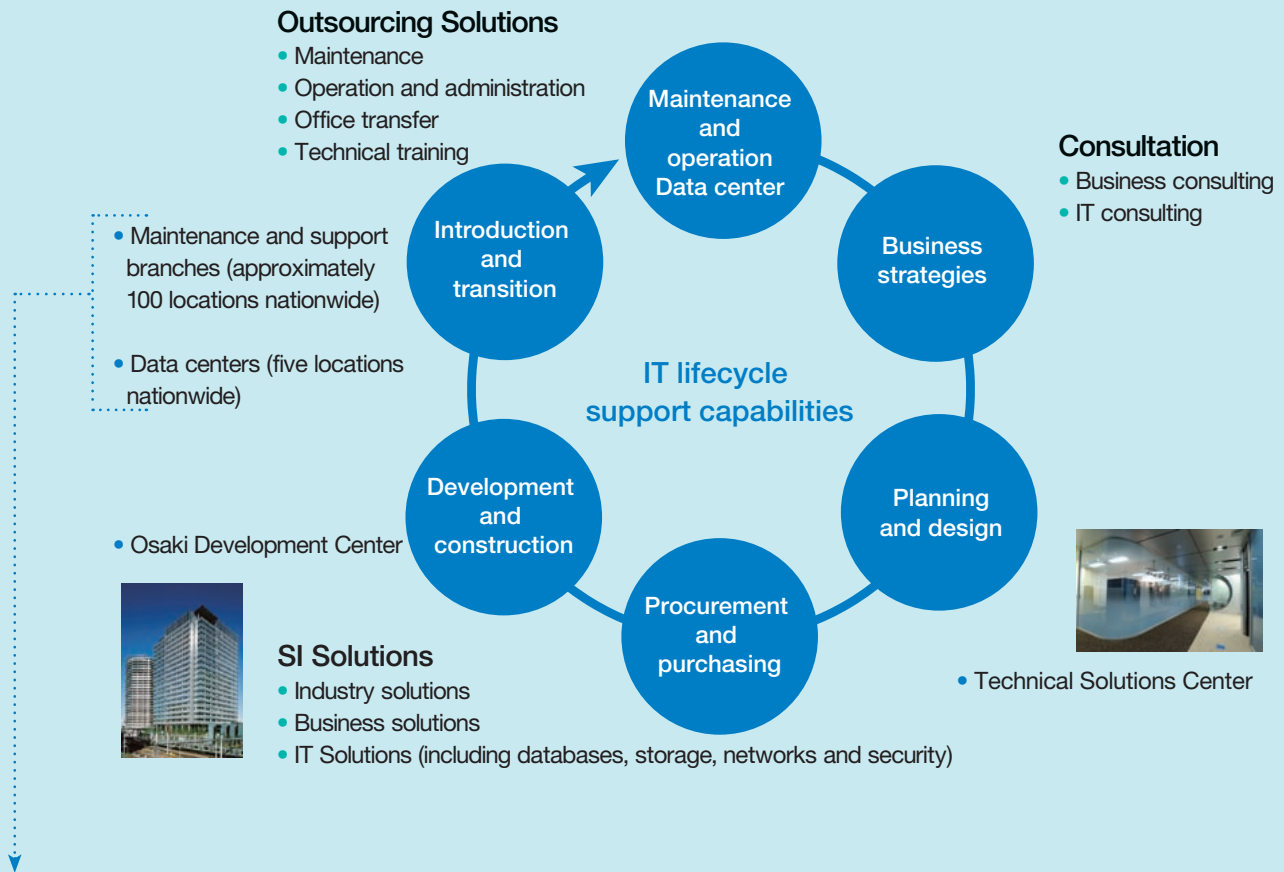 Outsourcing Solutions
• Maintenance
• Operation and administration
• Office transfer
• Technical training
Maintenance
and
operation
Data center
Consultation
• Business consulting
• IT consulting
Business
strategies
Introduction
and
transition
• Maintenance and support
branches (approximately
100 locations nationwide)
• Data centers (five locations
nationwide)
IT lifecycle
support capabilities
Planning
and design
• Technical Solutions Center
Procurement
and
purchasing
Development
and
construction
• Osaki Development Center
SI Solutions
• Industry solutions
• Business solutions
• IT Solutions (including databases, storage, networks and security)